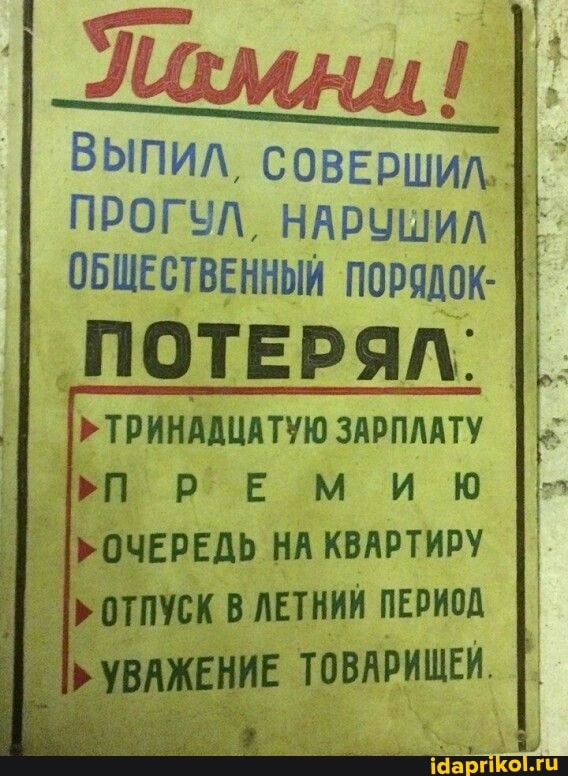 Помни!
ВЫПИЛ, СОВЕРШИЛ
ПРОГУЛ, НАРУШИЛ
ОБЩЕСТВЕННЫЙ ПОРЯДОК-
ПОТЕРЯЛ:
ТРИНАДЦАТУЮ ЗАРПЛАТУ
ПРЕМИЮ
ОЧЕРЕДЬ НА КВАРТИРУ
ОТПУСК В ЛЕТНИЙ ПЕРИОД
УВАЖЕНИЕ ТОВАРИЩЕЙ.
idaprikol.ru